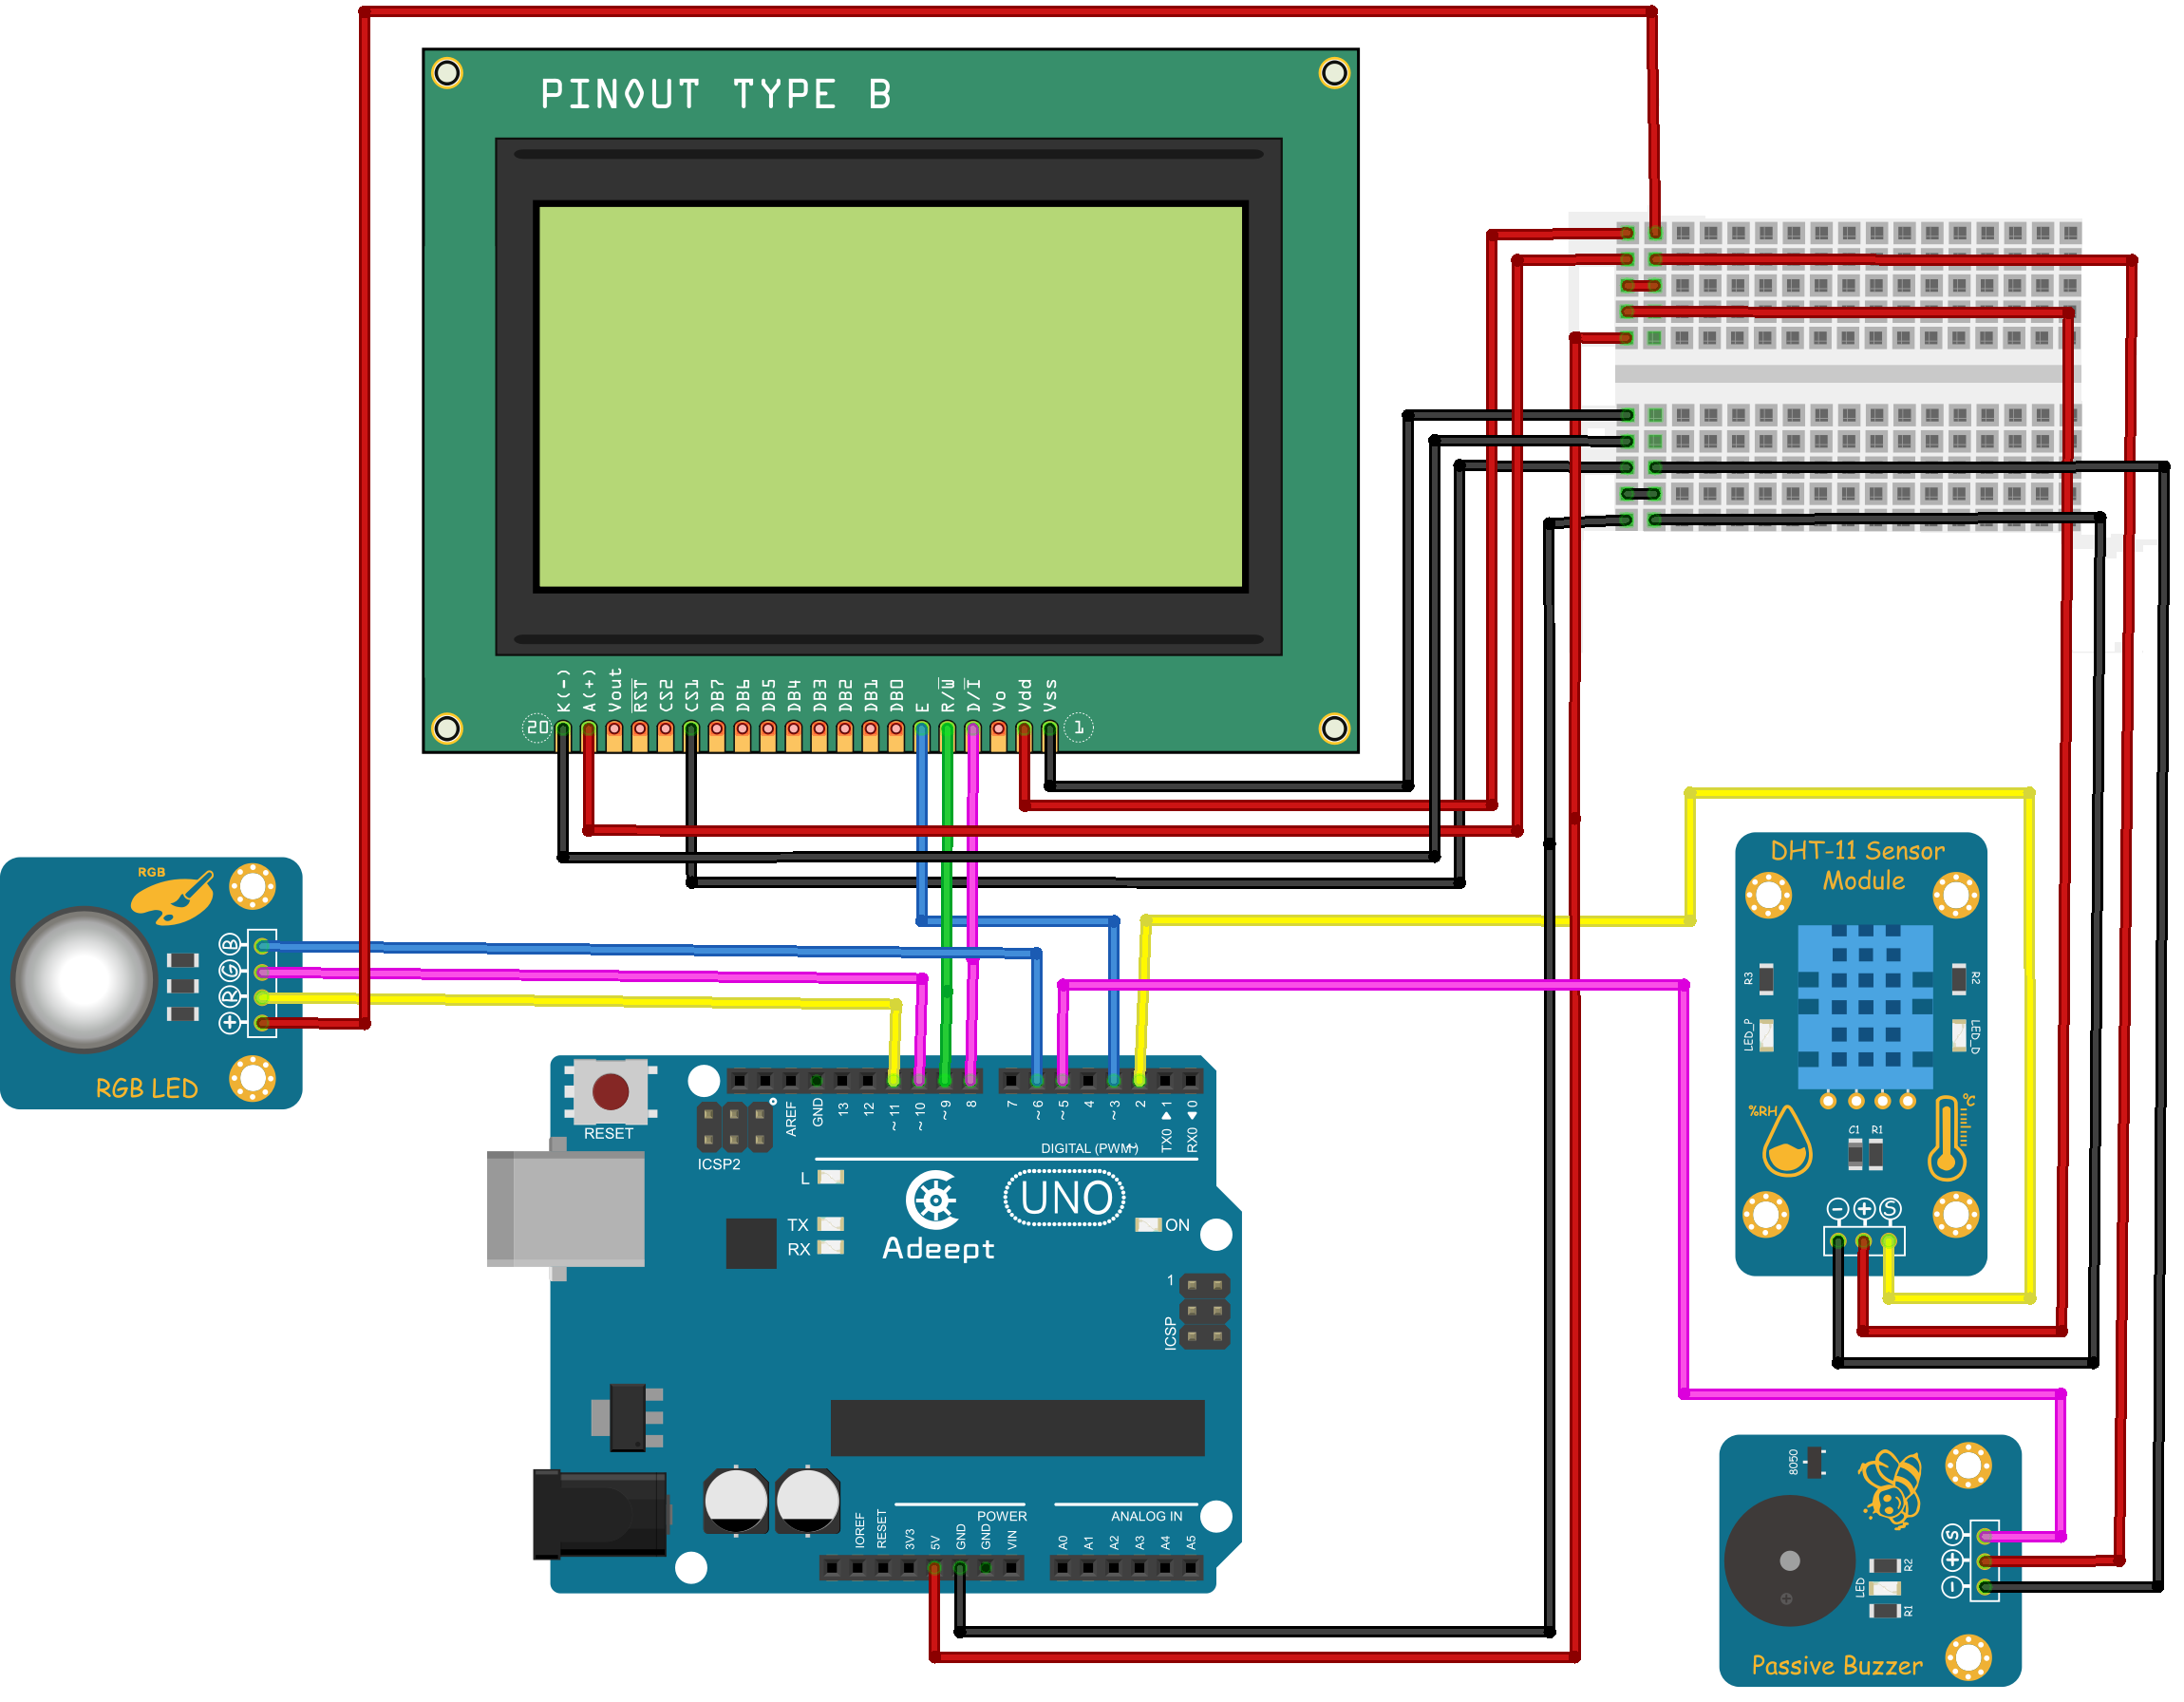 PINOUT TYPE B
K(-)
A(+)
Vout
RST
CS2
CS1
DB7
DB6
DB5
DB4
DB3
DB2
DB1
DB0
E
R/W
D/I
Vo
Vdd
Vss
20
1
RGB
B
G
R
+
RGB LED
DHT-11 Sensor
Module
R3
R2
LED_P
LED_D
%RH
°C
C1
R1
- + S
RESET
ICSP2
AREF
GND
13
12
~ 11
~ 10
~ 9
8
7
~ 6
~ 5
4
~ 3
2
TX0 ▶ 1
RX0 ◀ 0
DIGITAL (PWM~)
L
TX
RX
Adeept
UNO
ON
1
ICSP
POWER
ANALOG IN
IOREF
RESET
3V3
5V
GND
GND
VIN
A0
A1
A2
A3
A4
A5
8050
S
+
-
LED
R2
R1
Passive Buzzer